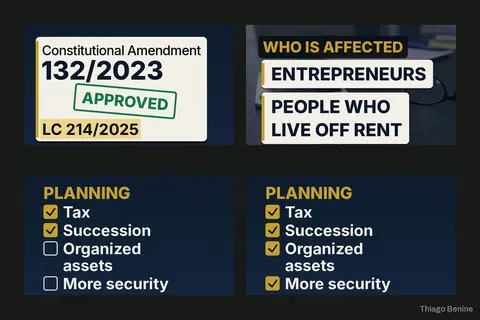 Constitutional Amendment
132/2023
APPROVED
LC 214/2025
WHO IS AFFECTED
ENTREPRENEURS
PEOPLE WHO
LIVE OFF RENT
PLANNING
Tax
Succession
Organized
assets
More security
PLANNING
Tax
Succession
Organized
assets
More security
Thiago Benine